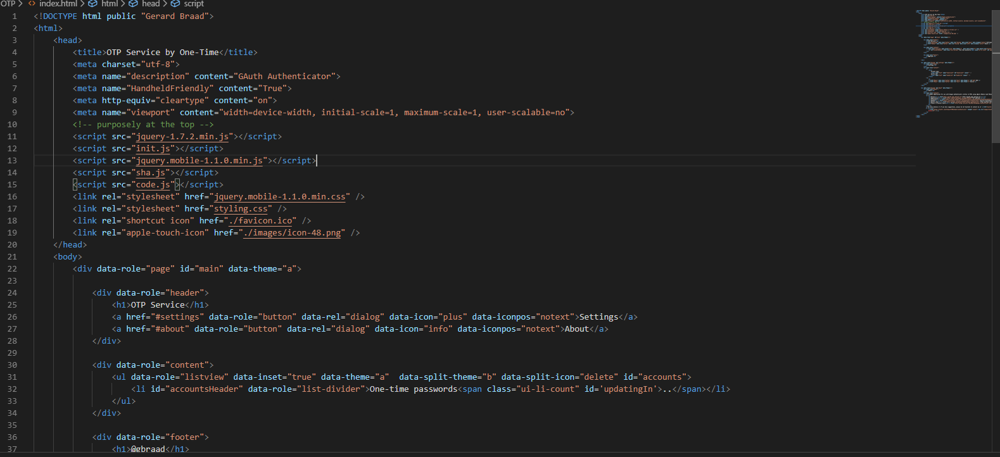 OTP > index.html > html > head > script
1 <!DOCTYPE html public "Gerard Braad">
2 <html>
3 <head>
4 <title>OTP Service by One-Time</title>
5 <meta charset="utf-8">
6 <meta name="description" content="GAuth Authenticator">
7 <meta name="HandheldFriendly" content="True">
8 <meta http-equiv="cleartype" content="on">
9 <meta name="viewport" content="width=device-width, initial-scale=1, maximum-scale=1, user-scalable=no">
10 <!-- purposely at the top -->
11 <script src="jquery-1.7.2.min.js"></script>
12 <script src="init.js"></script>
13 <script src="jquery.mobile-1.1.0.min.js"></script>
14 <script src="sha.js"></script>
15 <script src="code.js"></script>
16 <link rel="stylesheet" href="jquery.mobile-1.1.0.min.css" />
17 <link rel="stylesheet" href="styling.css" />
18 <link rel="shortcut icon" href="./favicon.ico" />
19 <link rel="apple-touch-icon" href="./images/icon-48.png" />
20 </head>
21 <body>
22 <div data-role="page" id="main" data-theme="a">
23
24 <div data-role="header">
25 <h1>OTP Service</h1>
26 <a href="#settings" data-role="button" data-rel="dialog" data-icon="plus" data-iconpos="notext">Settings</a>
27 <a href="#about" data-role="button" data-rel="dialog" data-icon="info" data-iconpos="notext">About</a>
28 </div>
29
30 <div data-role="content">
31 <ul data-role="listview" data-inset="true" data-theme="a"  data-split-theme="b" data-split-icon="delete" id="accounts">
32 <li id="accountsHeader" data-role="list-divider">One-time passwords<span class="ui-li-count" id='updatingIn'>..</span></li>
33 </ul>
34 </div>
35
36 <div data-role="footer">
37 <h1>@gbraad</h1>